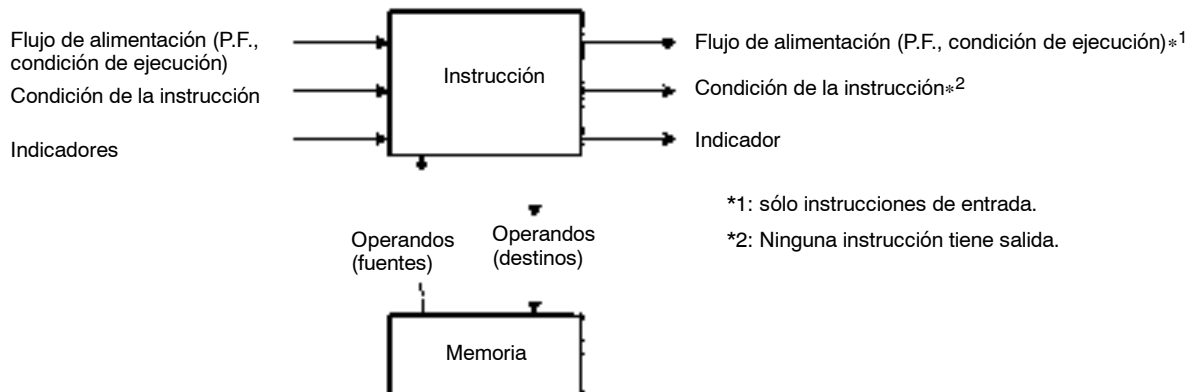 Flujo de alimentación (P.F.,
condición de ejecución)
Condición de la instrucción
Indicadores
Instrucción
Flujo de alimentación (P.F., condición de ejecución)*1
Condición de la instrucción*2
Indicador
*1: sólo instrucciones de entrada.
*2: Ninguna instrucción tiene salida.
Operandos
(fuentes)
Operandos
(destinos)
Memoria